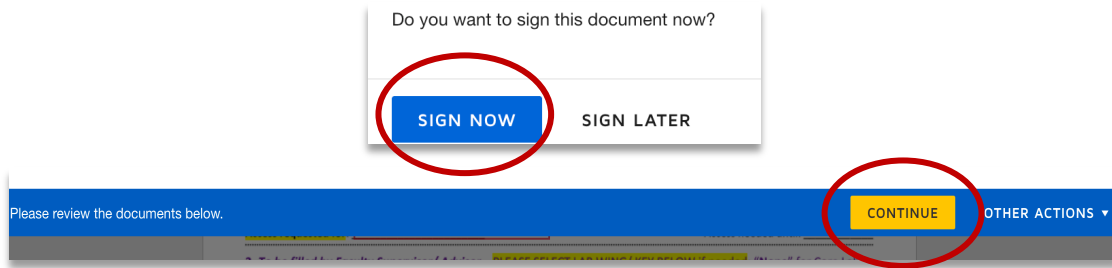 Do you want to sign this document now?
SIGN NOW SIGN LATER
Please review the documents below. CONTINUE OTHER ACTIONS ▼